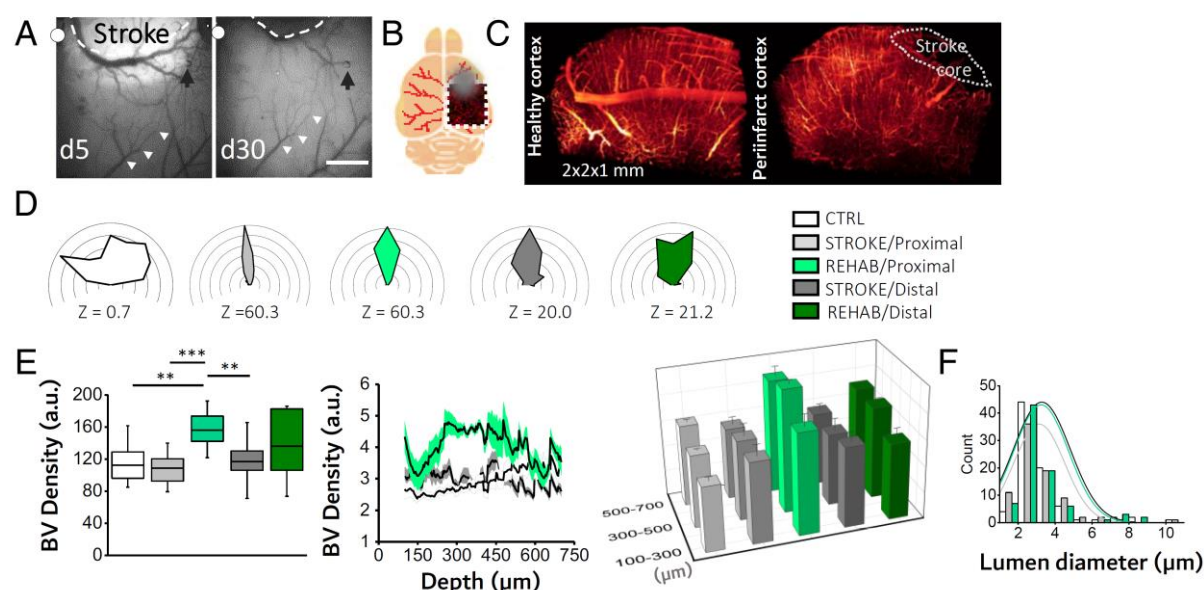 A
Stroke
d5
d30
B
C
Healthy cortex
2x2x1 mm
Periinfarct cortex
Stroke
core
D
Z = 0.7
Z =60.3
Z = 60.3
Z = 20.0
Z = 21.2
CTRL
STROKE/Proximal
REHAB/Proximal
STROKE/Distal
REHAB/Distal
E
BV Density (a.u.)
200
160
120
80
40
0
**
***
**
BV Density (a.u.)
6
5
4
3
2
1
150
300
450
600
750
Depth (µm)
500-700
300-500
100-300
(µm)
F
Count
50
40
30
20
10
0
2
4
6
8
10
Lumen diameter (µm)